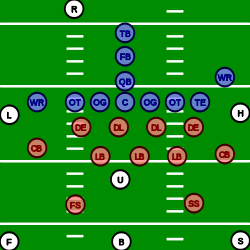 R
TB
FB
QB
WR
WR OT OG C OG OT TE
L H
DE DL DL DE
CB LB LB LB CB
U
FS SS
F B S